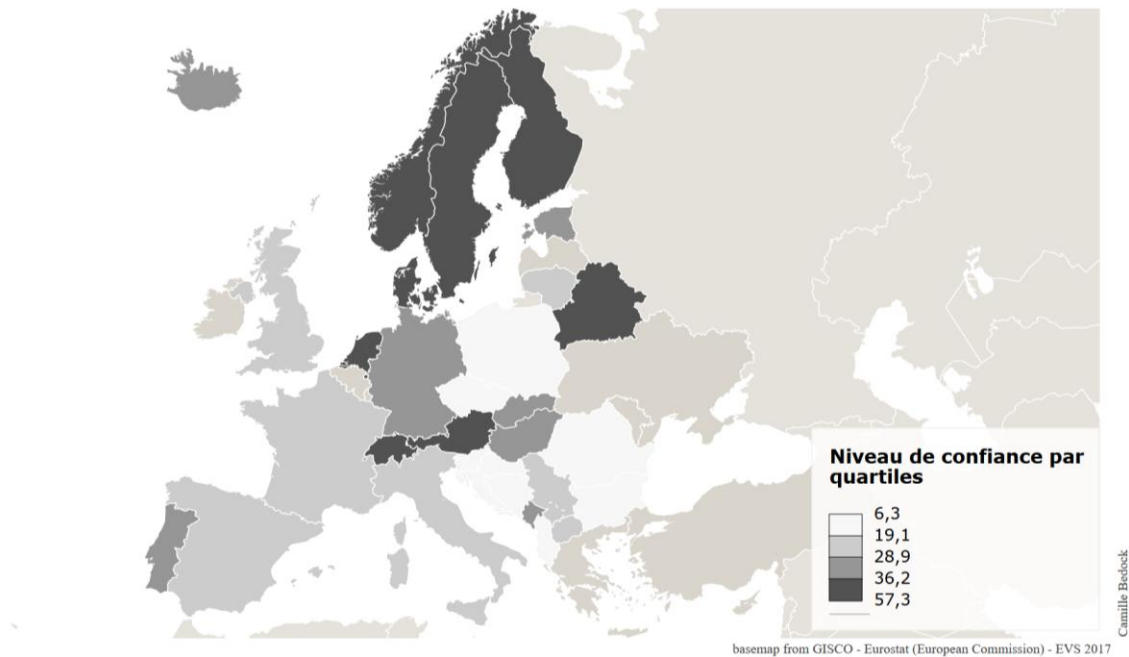 Niveau de confiance par
quartiles
6,3
19,1
28,9
36,2
57,3
Camille Bedock
basemap from GISCO - Eurostat (European Commission) - EVS 2017